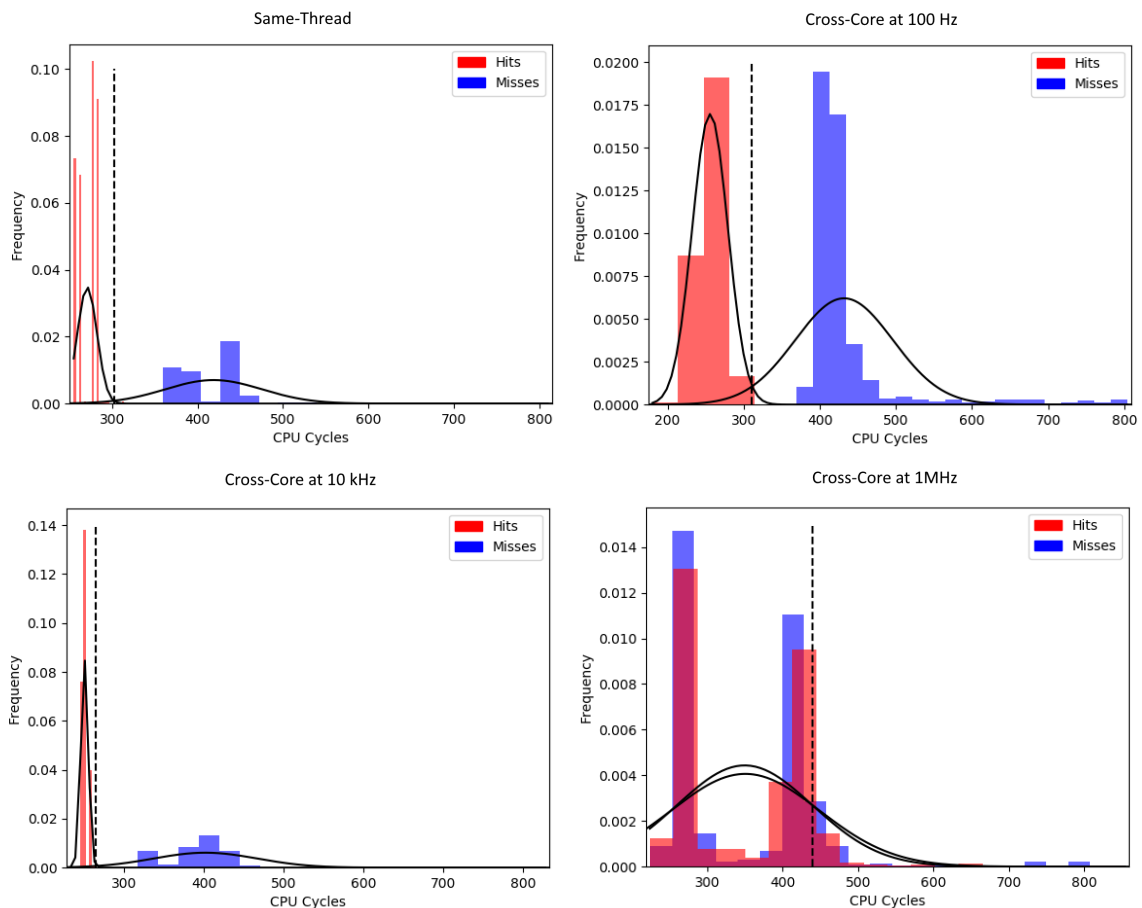 Same-Thread
Hits
Misses
0.10
0.08
0.06
0.04
0.02
0.00
Frequency
300 400 500 600 700 800
CPU Cycles
Cross-Core at 100 Hz
Hits
Misses
0.0200
0.0175
0.0150
0.0125
0.0100
0.0075
0.0050
0.0025
0.0000
Frequency
200 300 400 500 600 700 800
CPU Cycles
Cross-Core at 10 kHz
Hits
Misses
0.14
0.12
0.10
0.08
0.06
0.04
0.02
0.00
Frequency
300 400 500 600 700 800
CPU Cycles
Cross-Core at 1MHz
Hits
Misses
0.014
0.012
0.010
0.008
0.006
0.004
0.002
0.000
Frequency
300 400 500 600 700 800
CPU Cycles